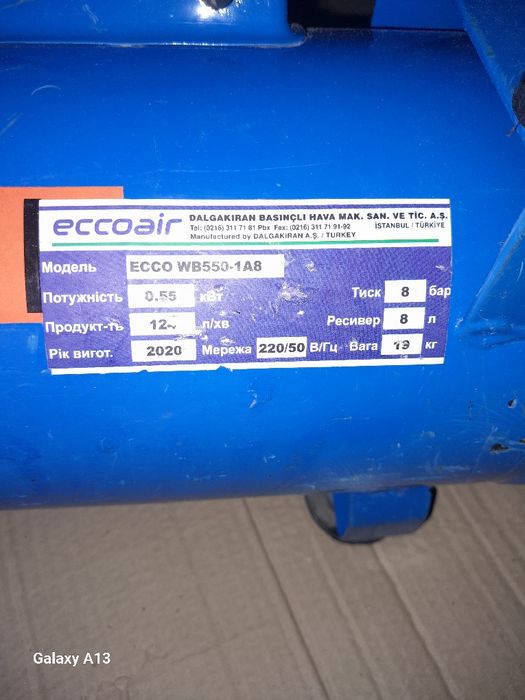 eccoair DALGAKIRAN BASINÇLI HAVA MAK. SAN. VE TİC. A.Ş.
Tel: (0216) 311 71 81 Pbx Fax: (0216) 311 71 91-92 İSTANBUL / TÜRKİYE
Manufactured by DALGAKIRAN A.Ş. / TURKEY
Модель ECCO WB550-1A8
Потужність 0.55 кВт Тиск 8 бар
Продукт-ть л/хв Ресивер 8 л
Рік вигот. 2020 Мережа 220/50 В/Гц Вага 19 кг
Galaxy A13